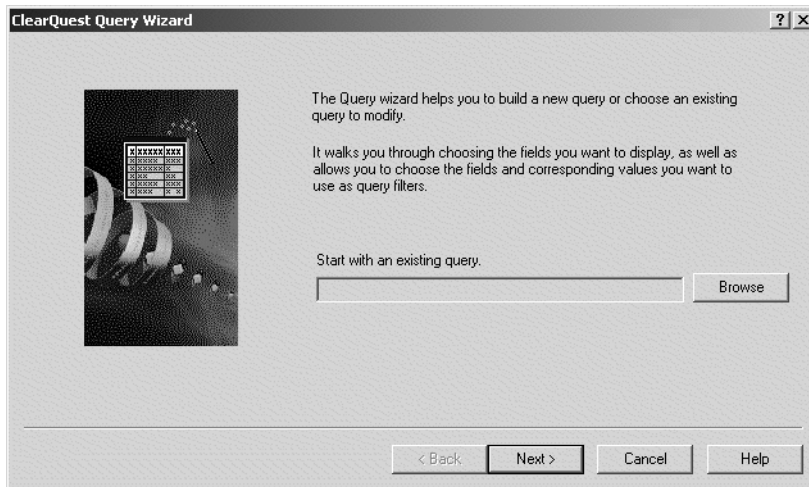 ClearQuest Query Wizard
The Query wizard helps you to build a new query or choose an existing
query to modify.
It walks you through choosing the fields you want to display, as well as
allows you to choose the fields and corresponding values you want to
use as query filters.
Start with an existing query.
Browse
< Back
Next >
Cancel
Help